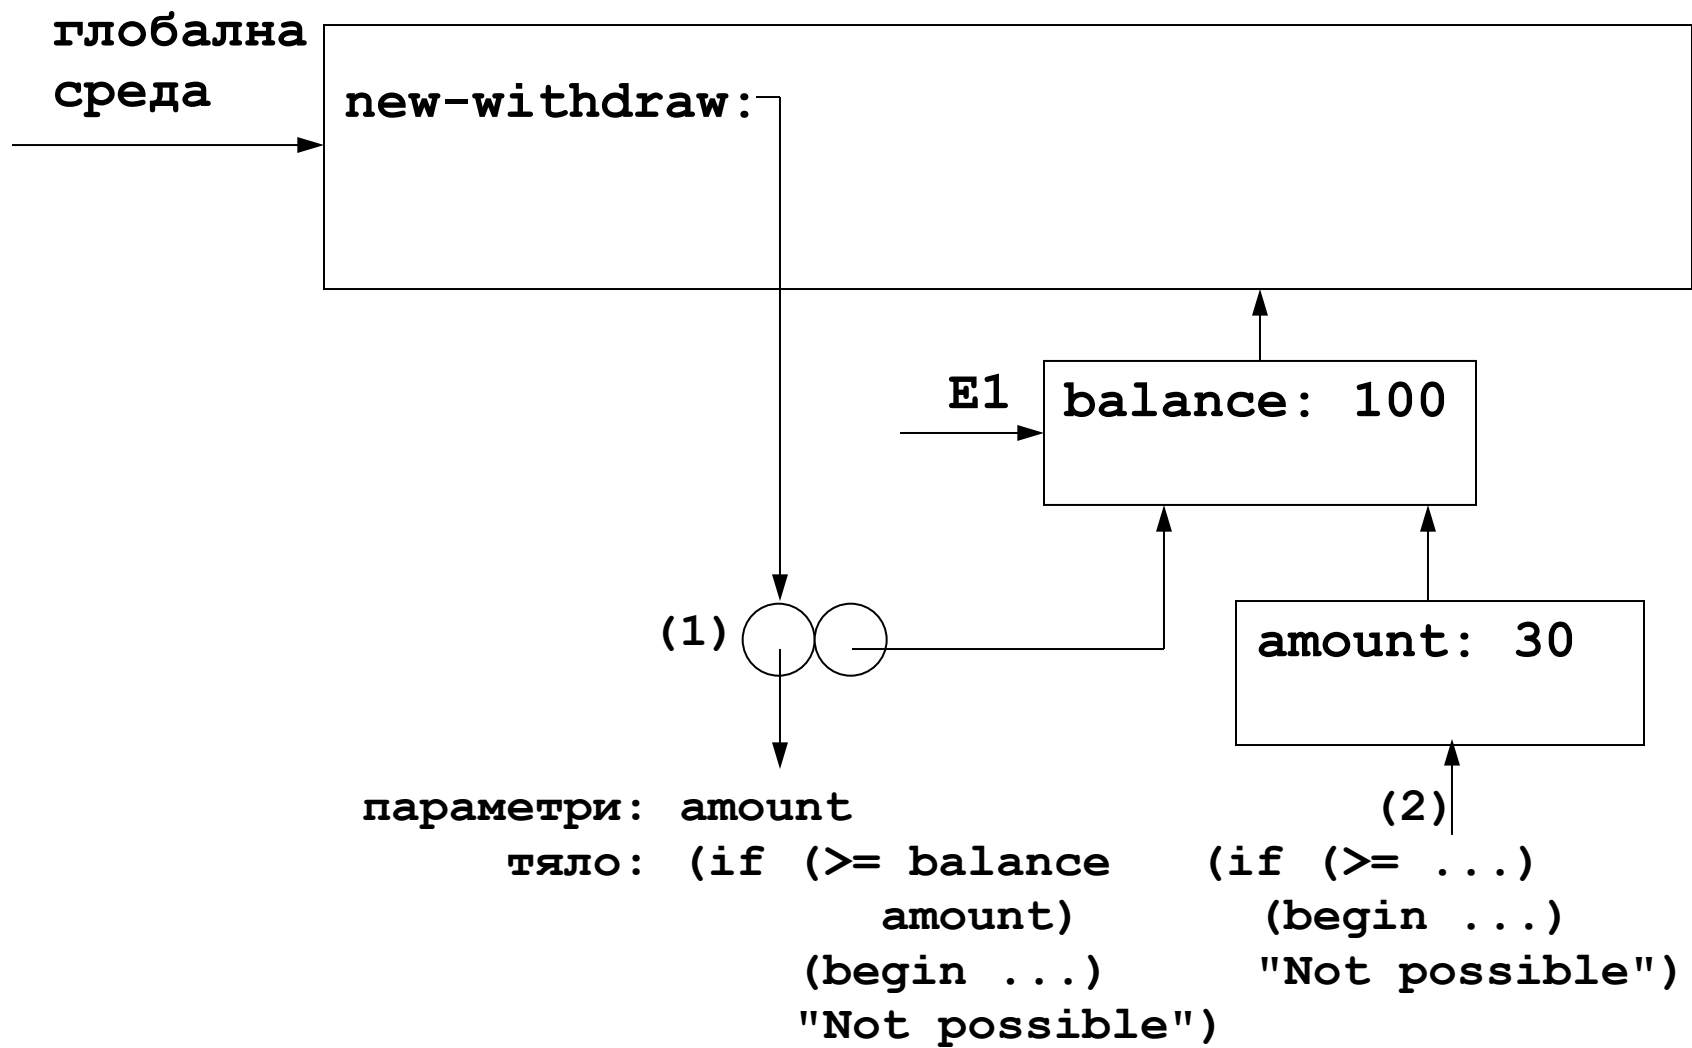 глобална
среда
new-withdraw:
E1
balance: 100
(1)
amount: 30
параметри: amount
тяло: (if (>= balance
amount)
(begin ...)
"Not possible")
(2)
(if (>= ...)
(begin ...)
"Not possible")